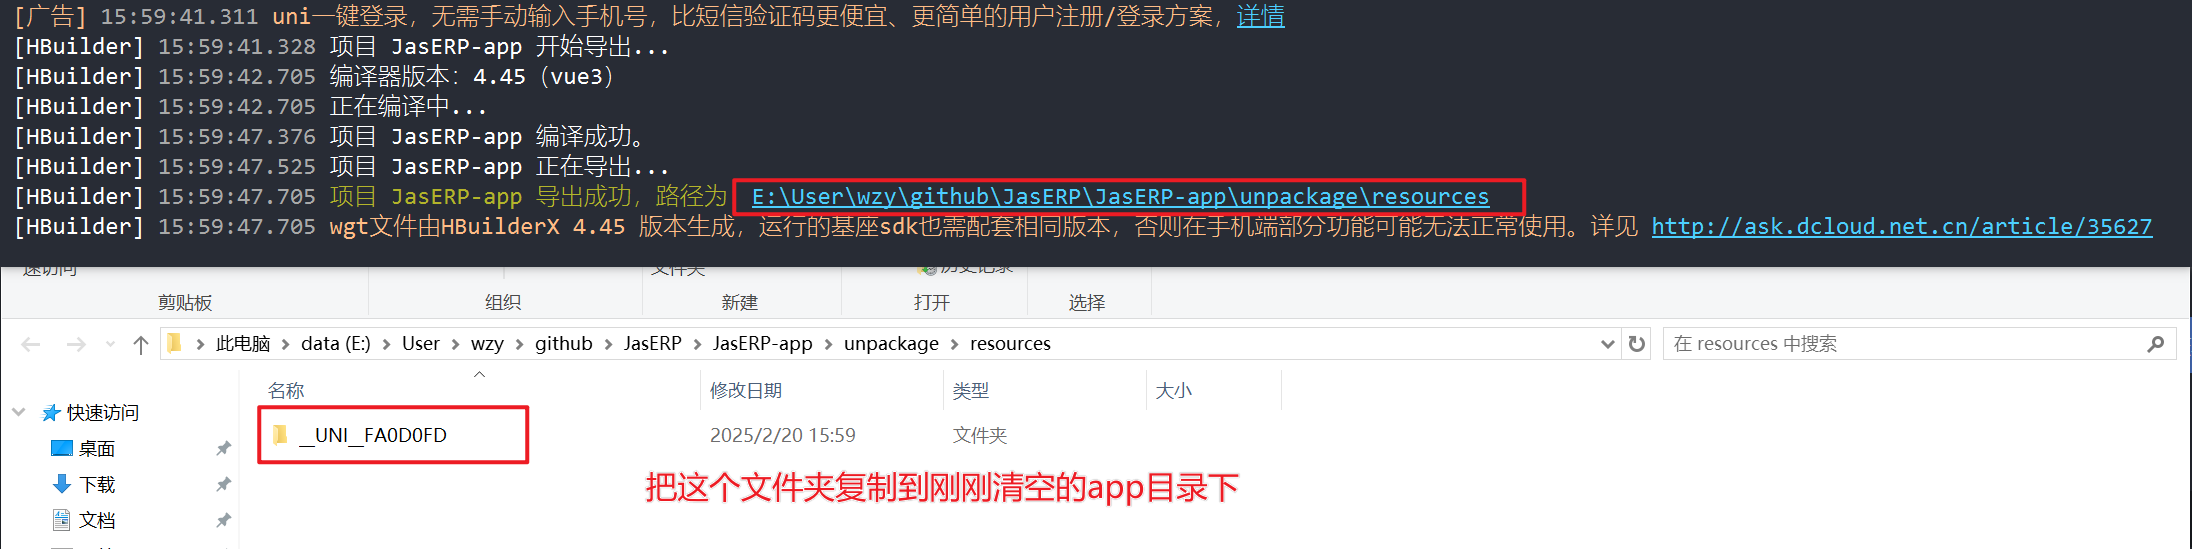 [广告] 15:59:41.311 uni一键登录，无需手动输入手机号，比短信验证码更便宜、更简单的用户注册/登录方案，详情
[HBuilder] 15:59:41.328 项目 JasERP-app 开始导出...
[HBuilder] 15:59:42.705 编译器版本：4.45（vue3）
[HBuilder] 15:59:42.705 正在编译中...
[HBuilder] 15:59:47.376 项目 JasERP-app 编译成功。
[HBuilder] 15:59:47.525 项目 JasERP-app 正在导出...
[HBuilder] 15:59:47.705 项目 JasERP-app 导出成功，路径为 E:\User\wzy\github\JasERP\JasERP-app\unpackage\resources
[HBuilder] 15:59:47.705 wgt文件由HBuilderX 4.45 版本生成，运行的基座sdk也需配套相同版本，否则在手机端部分功能可能无法正常使用。详见 http://ask.dcloud.net.cn/article/35627
速访问 文件夹 历史记录
剪贴板 组织 新建 打开 选择
此电脑 data (E:) User wzy github JasERP JasERP-app unpackage resources 在 resources 中搜索
名称 修改日期 类型 大小
快速访问
__UNI__FA0D0FD 2025/2/20 15:59 文件夹
桌面
下载
把这个文件夹复制到刚刚清空的app目录下
文档